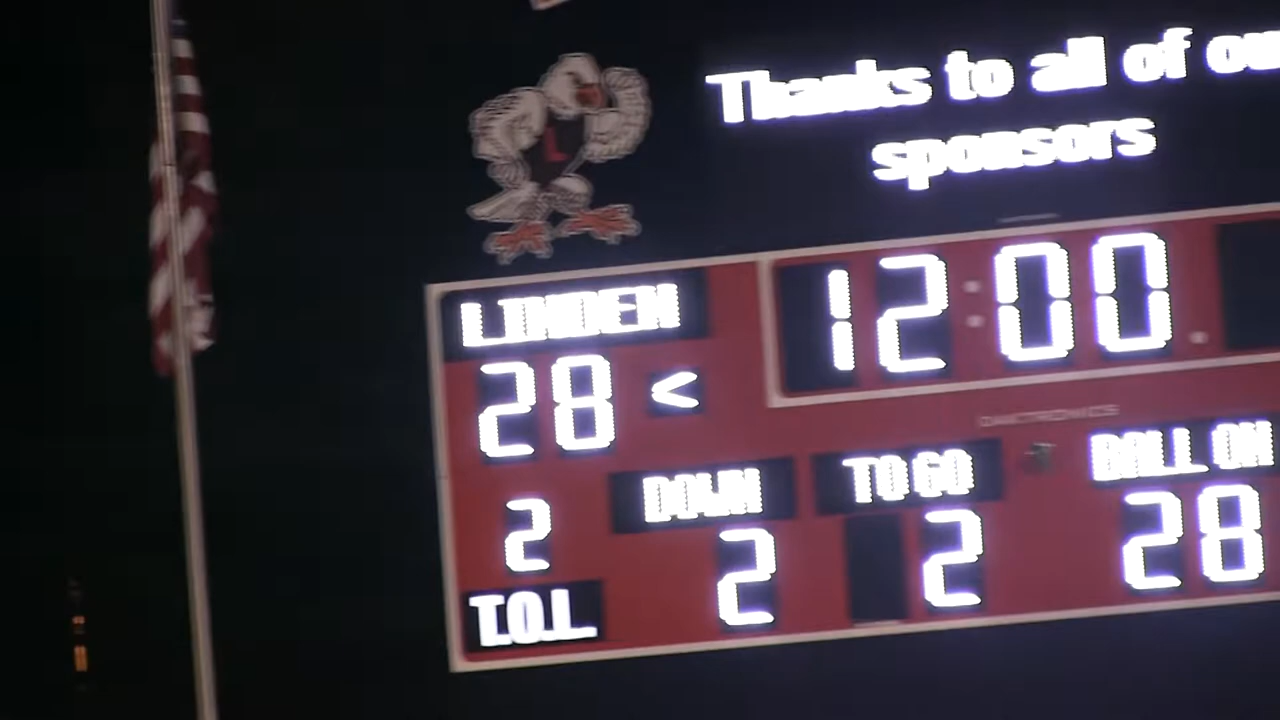 Thanks to all of ou
sponsors
L
LINDEN
12:00
28 <
DAKTRONICS
DOWN
TO GO
BALL ON
2
2
2
28
T.O.L